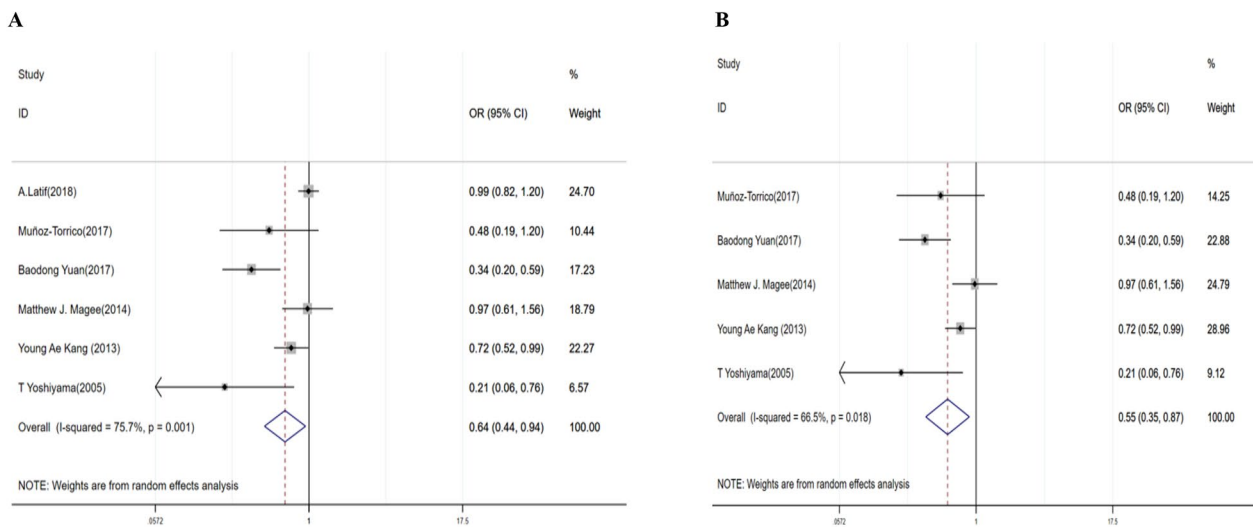 A
Study %
ID OR (95% CI) Weight
A.Latif(2018) 0.99 (0.82, 1.20) 24.70
Muñoz-Torrico(2017) 0.48 (0.19, 1.20) 10.44
Baodong Yuan(2017) 0.34 (0.20, 0.59) 17.23
Matthew J. Magee(2014) 0.97 (0.61, 1.56) 18.79
Young Ae Kang (2013) 0.72 (0.52, 0.99) 22.27
T Yoshiyama(2005) 0.21 (0.06, 0.76) 6.57
Overall (I-squared = 75.7%, p = 0.001) 0.64 (0.44, 0.94) 100.00
NOTE: Weights are from random effects analysis
.0572 1 17.5
B
Study %
ID OR (95% CI) Weight
Muñoz-Torrico(2017) 0.48 (0.19, 1.20) 14.25
Baodong Yuan(2017) 0.34 (0.20, 0.59) 22.88
Matthew J. Magee(2014) 0.97 (0.61, 1.56) 24.79
Young Ae Kang (2013) 0.72 (0.52, 0.99) 28.96
T Yoshiyama(2005) 0.21 (0.06, 0.76) 9.12
Overall (I-squared = 66.5%, p = 0.018) 0.55 (0.35, 0.87) 100.00
NOTE: Weights are from random effects analysis
.0572 1 17.5